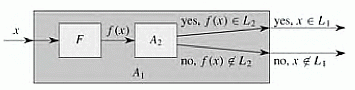 x F f(x) A₂ yes, f(x) ∈ L₂ yes, x ∈ L₁
no, f(x) ∉ L₂ no, x ∉ L₁
A₁